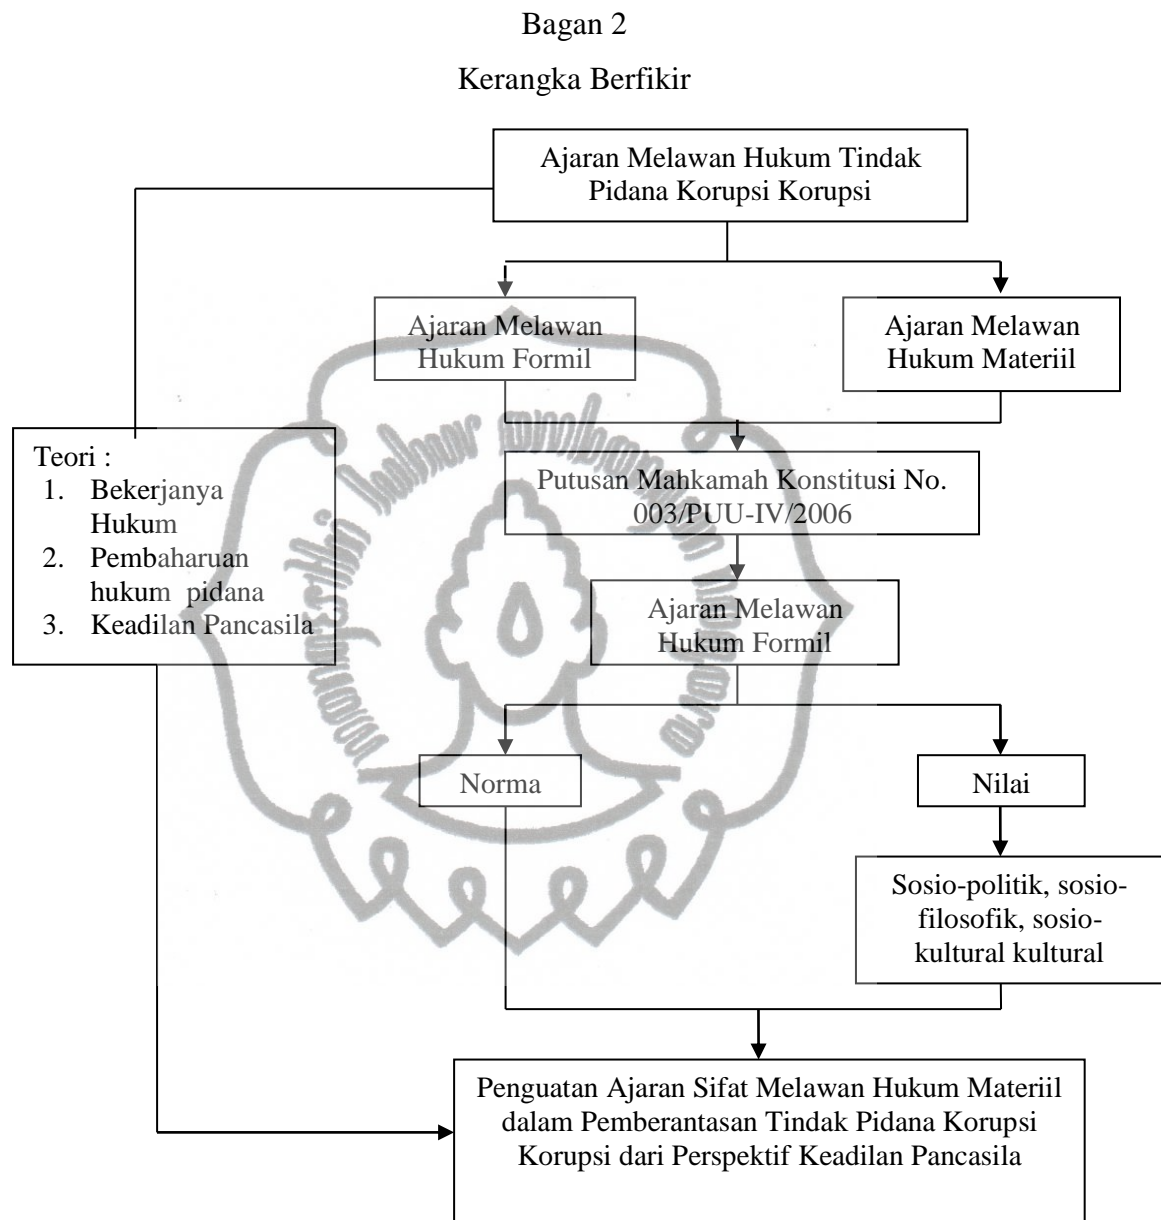 Bagan 2
Kerangka Berfikir
Ajaran Melawan Hukum Tindak
Pidana Korupsi Korupsi
Ajaran Melawan
Hukum Formil
Ajaran Melawan
Hukum Materiil
Teori :
1. Bekerjanya
Hukum
2. Pembaharuan
hukum pidana
3. Keadilan Pancasila
Putusan Mahkamah Konstitusi No.
003/PUU-IV/2006
Ajaran Melawan
Hukum Formil
Norma
Nilai
Sosio-politik, sosio-
filosofik, sosio-
kultural kultural
Penguatan Ajaran Sifat Melawan Hukum Materiil
dalam Pemberantasan Tindak Pidana Korupsi
Korupsi dari Perspektif Keadilan Pancasila